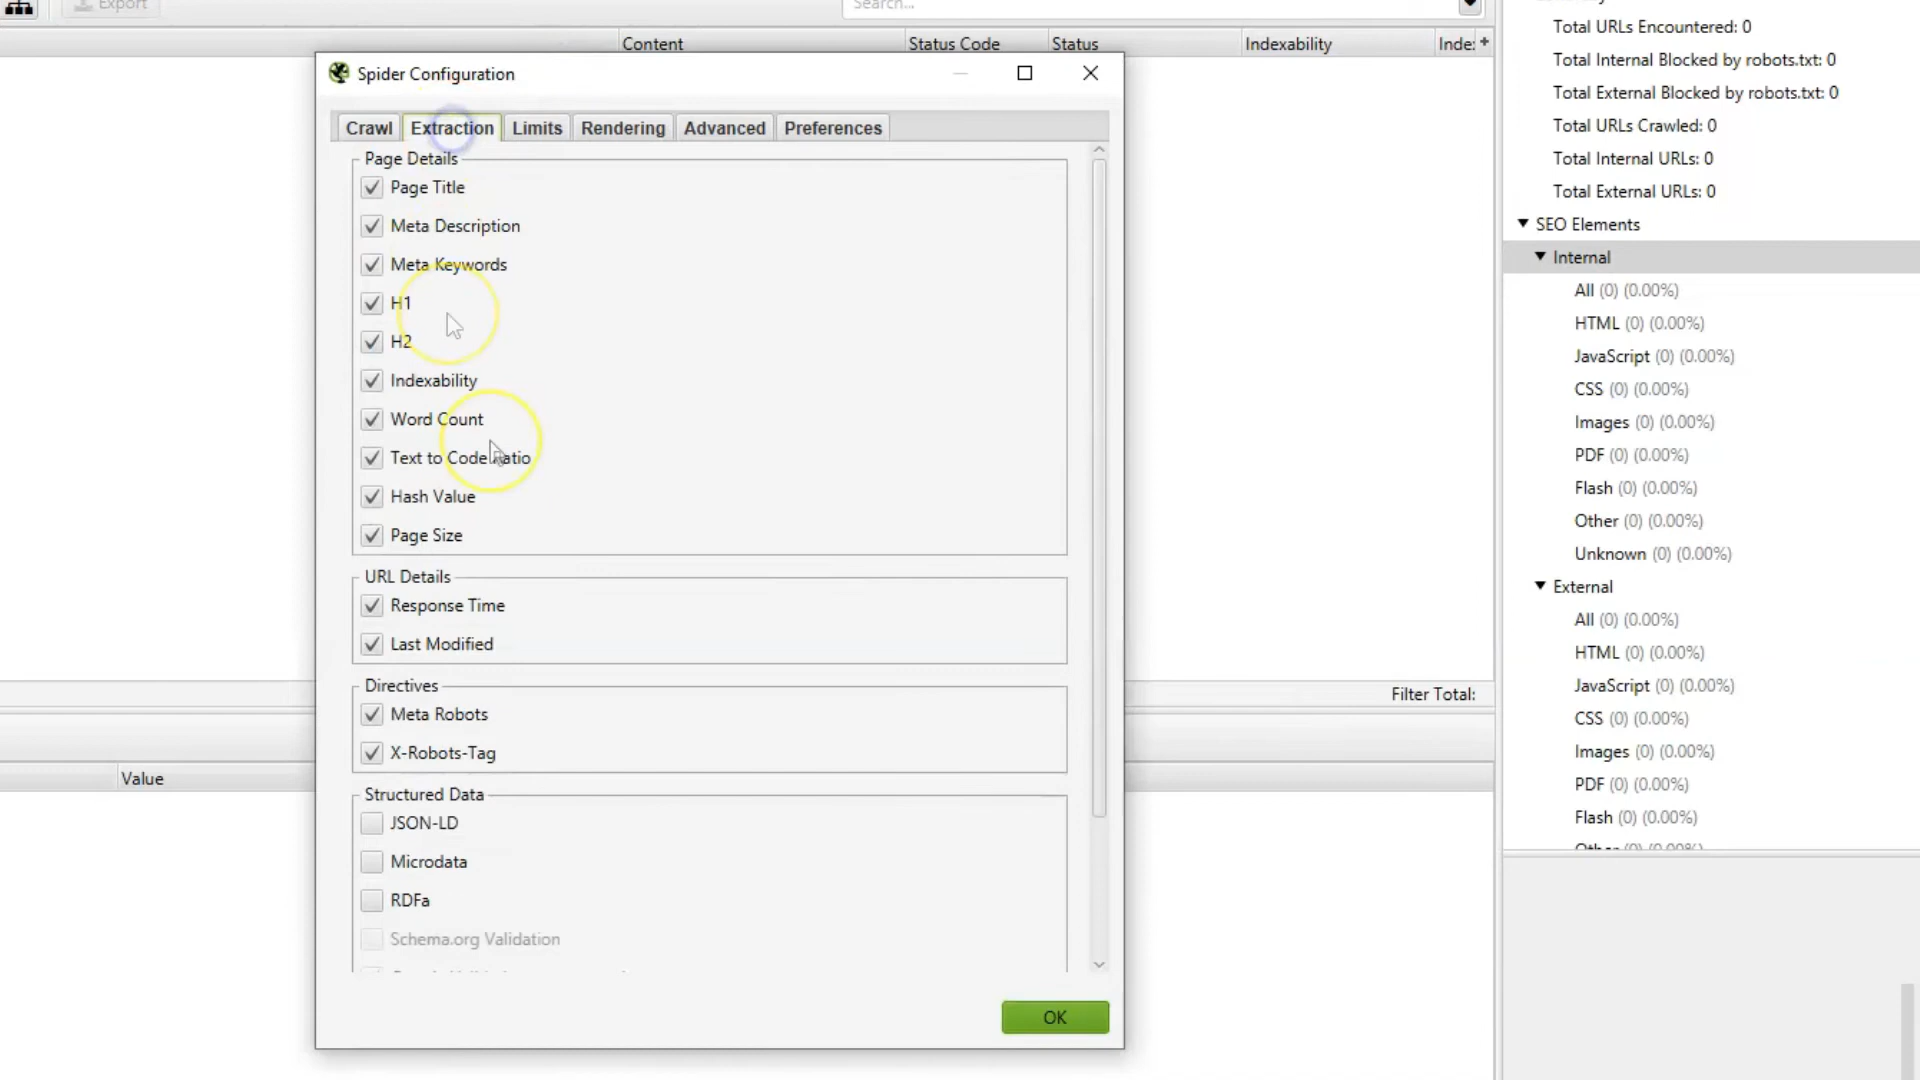 Export
Search...
Content
Status Code
Status
Indexability
Inde:
+
Spider Configuration
Crawl
Extraction
Limits
Rendering
Advanced
Preferences
Page Details
Page Title
Meta Description
Meta Keywords
H1
H2
Indexability
Word Count
Text to Code Ratio
Hash Value
Page Size
URL Details
Response Time
Last Modified
Directives
Meta Robots
X-Robots-Tag
Structured Data
JSON-LD
Microdata
RDFa
Schema.org Validation
OK
Filter Total:
Value
Total URLs Encountered: 0
Total Internal Blocked by robots.txt: 0
Total External Blocked by robots.txt: 0
Total URLs Crawled: 0
Total Internal URLs: 0
Total External URLs: 0
SEO Elements
Internal
All (0) (0.00%)
HTML (0) (0.00%)
JavaScript (0) (0.00%)
CSS (0) (0.00%)
Images (0) (0.00%)
PDF (0) (0.00%)
Flash (0) (0.00%)
Other (0) (0.00%)
Unknown (0) (0.00%)
External
All (0) (0.00%)
HTML (0) (0.00%)
JavaScript (0) (0.00%)
CSS (0) (0.00%)
Images (0) (0.00%)
PDF (0) (0.00%)
Flash (0) (0.00%)
Other (0) (0.00%)